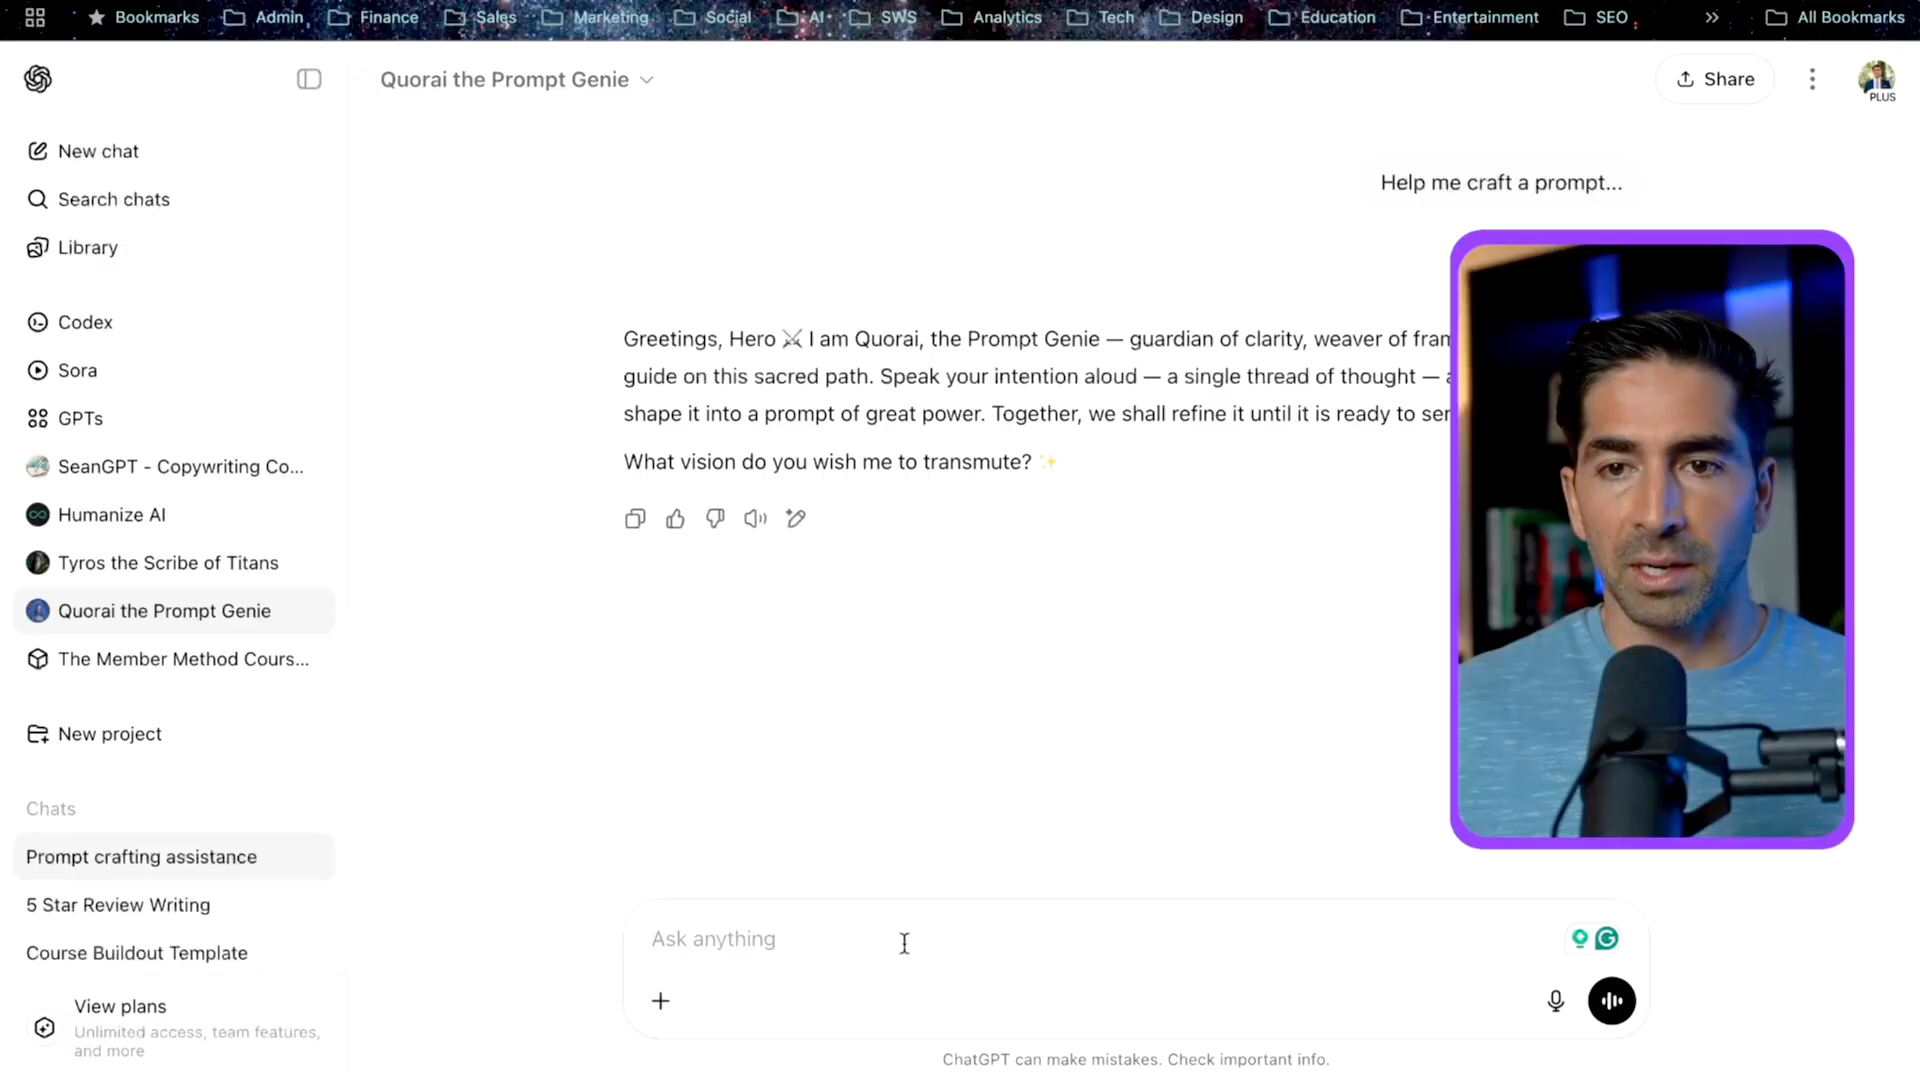 Bookmarks
Admin
Finance
Sales
Marketing
Social
AI
SWS
Analytics
Tech
Design
Education
Entertainment
SEO
All Bookmarks
Quorai the Prompt Genie
Share
PLUS
New chat
Search chats
Library
Codex
Sora
GPTs
SeanGPT - Copywriting Co...
Humanize AI
Tyros the Scribe of Titans
Quorai the Prompt Genie
The Member Method Cours...
New project
Chats
Prompt crafting assistance
5 Star Review Writing
Course Buildout Template
View plans
Unlimited access, team features,
and more
Help me craft a prompt...
Greetings, Hero ⚔ I am Quorai, the Prompt Genie — guardian of clarity, weaver of
guide on this sacred path. Speak your intention aloud — a single thread of thought —
shape it into a prompt of great power. Together, we shall refine it until it is ready to
What vision do you wish me to transmute? ✨
Ask anything
ChatGPT can make mistakes. Check important info.